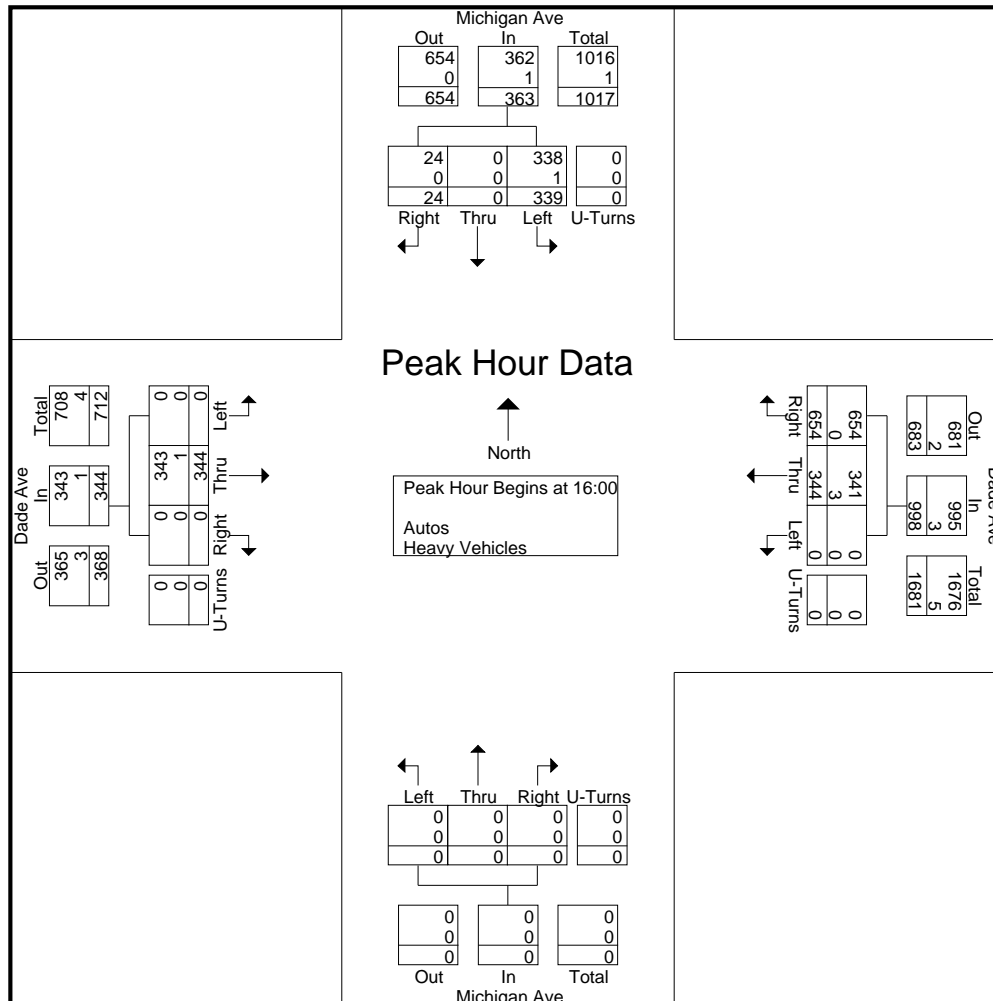 Michigan Ave
Out In Total
654 362 1016
0 1 1
654 363 1017
24 0 338 0
0 0 1 0
24 0 339 0
Right Thru Left U-Turns
Peak Hour Data
North
Peak Hour Begins at 16:00
Autos
Heavy Vehicles
Dade Ave
Out In Total
365 343 708
3 1 4
368 344 712
0 343 0 0
0 1 0 0
0 344 0 0
Left Thru Right U-Turns
Dade Ave
Out In Total
681 995 1676
2 3 5
683 998 1681
654 341 0 0
0 3 0 0
654 344 0 0
Right Thru Left U-Turns
Left Thru Right U-Turns
0 0 0 0
0 0 0 0
0 0 0 0
0 0 0
0 0 0
0 0 0
Out In Total
Michigan Ave